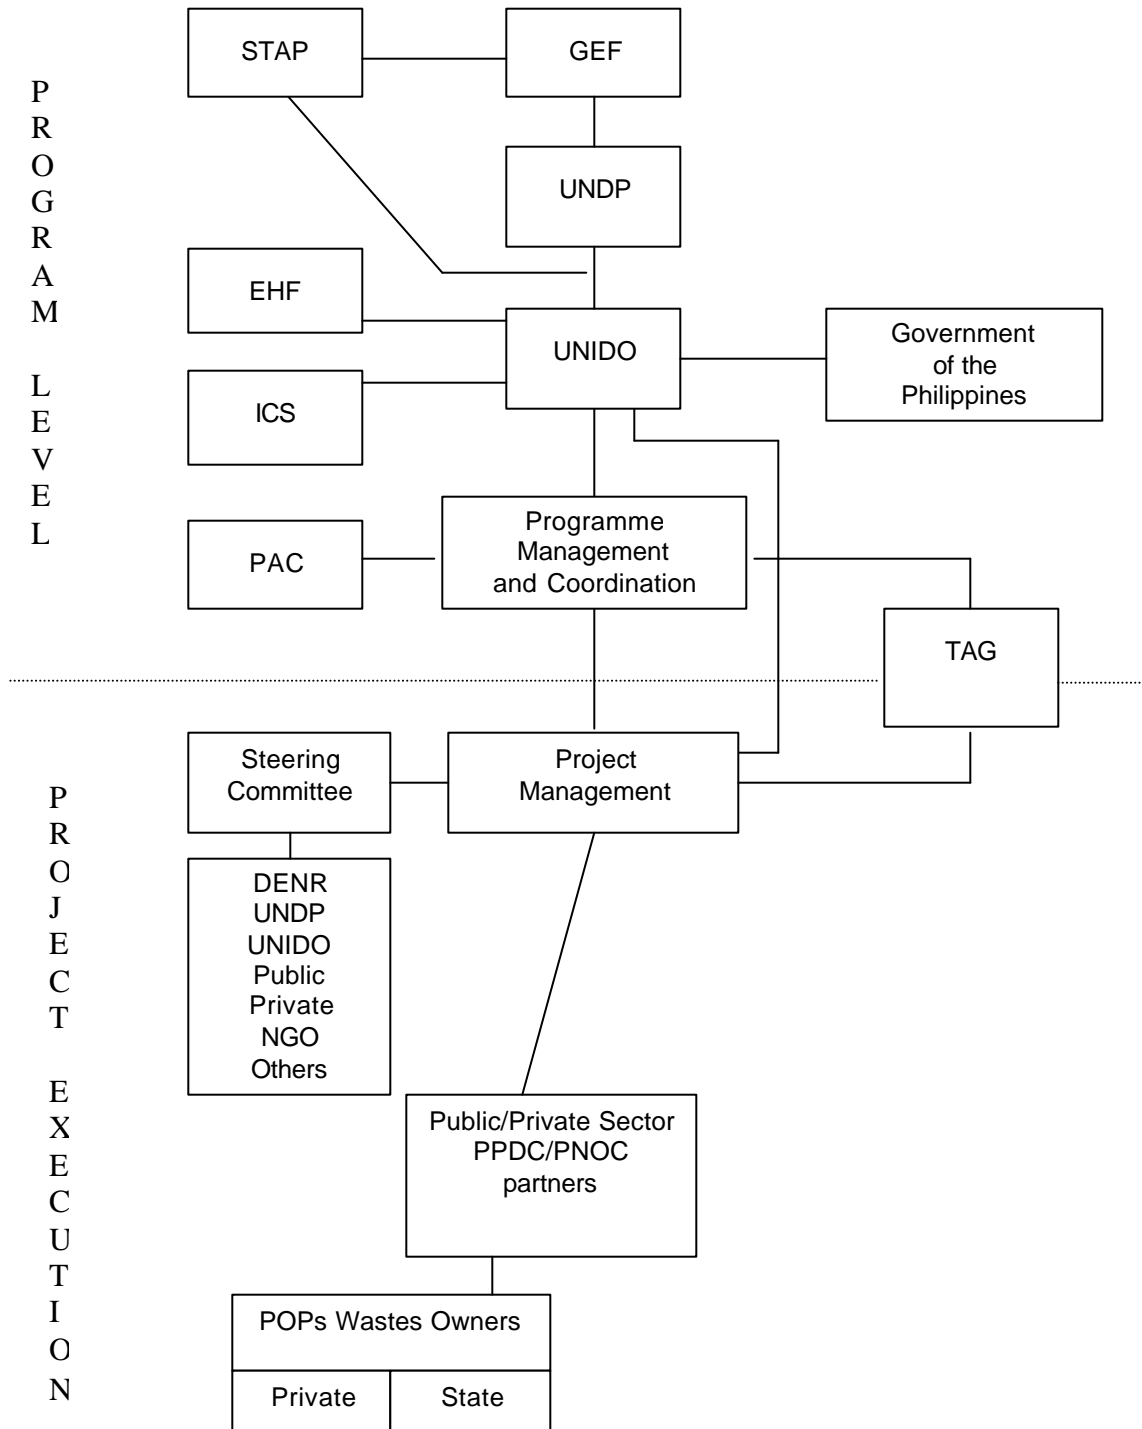 STAP
GEF
UNDP
PROGRAM
LEVEL
EHF
UNIDO
Government
of the
Philippines
ICS
Programme
Management
and Coordination
PAC
TAG
PROJECT
EXECUTION
Steering
Committee
Project
Management
DENR
UNDP
UNIDO
Public
Private
NGO
Others
Public/Private Sector
PPDC/PNOC
partners
POPs Wastes Owners
Private
State